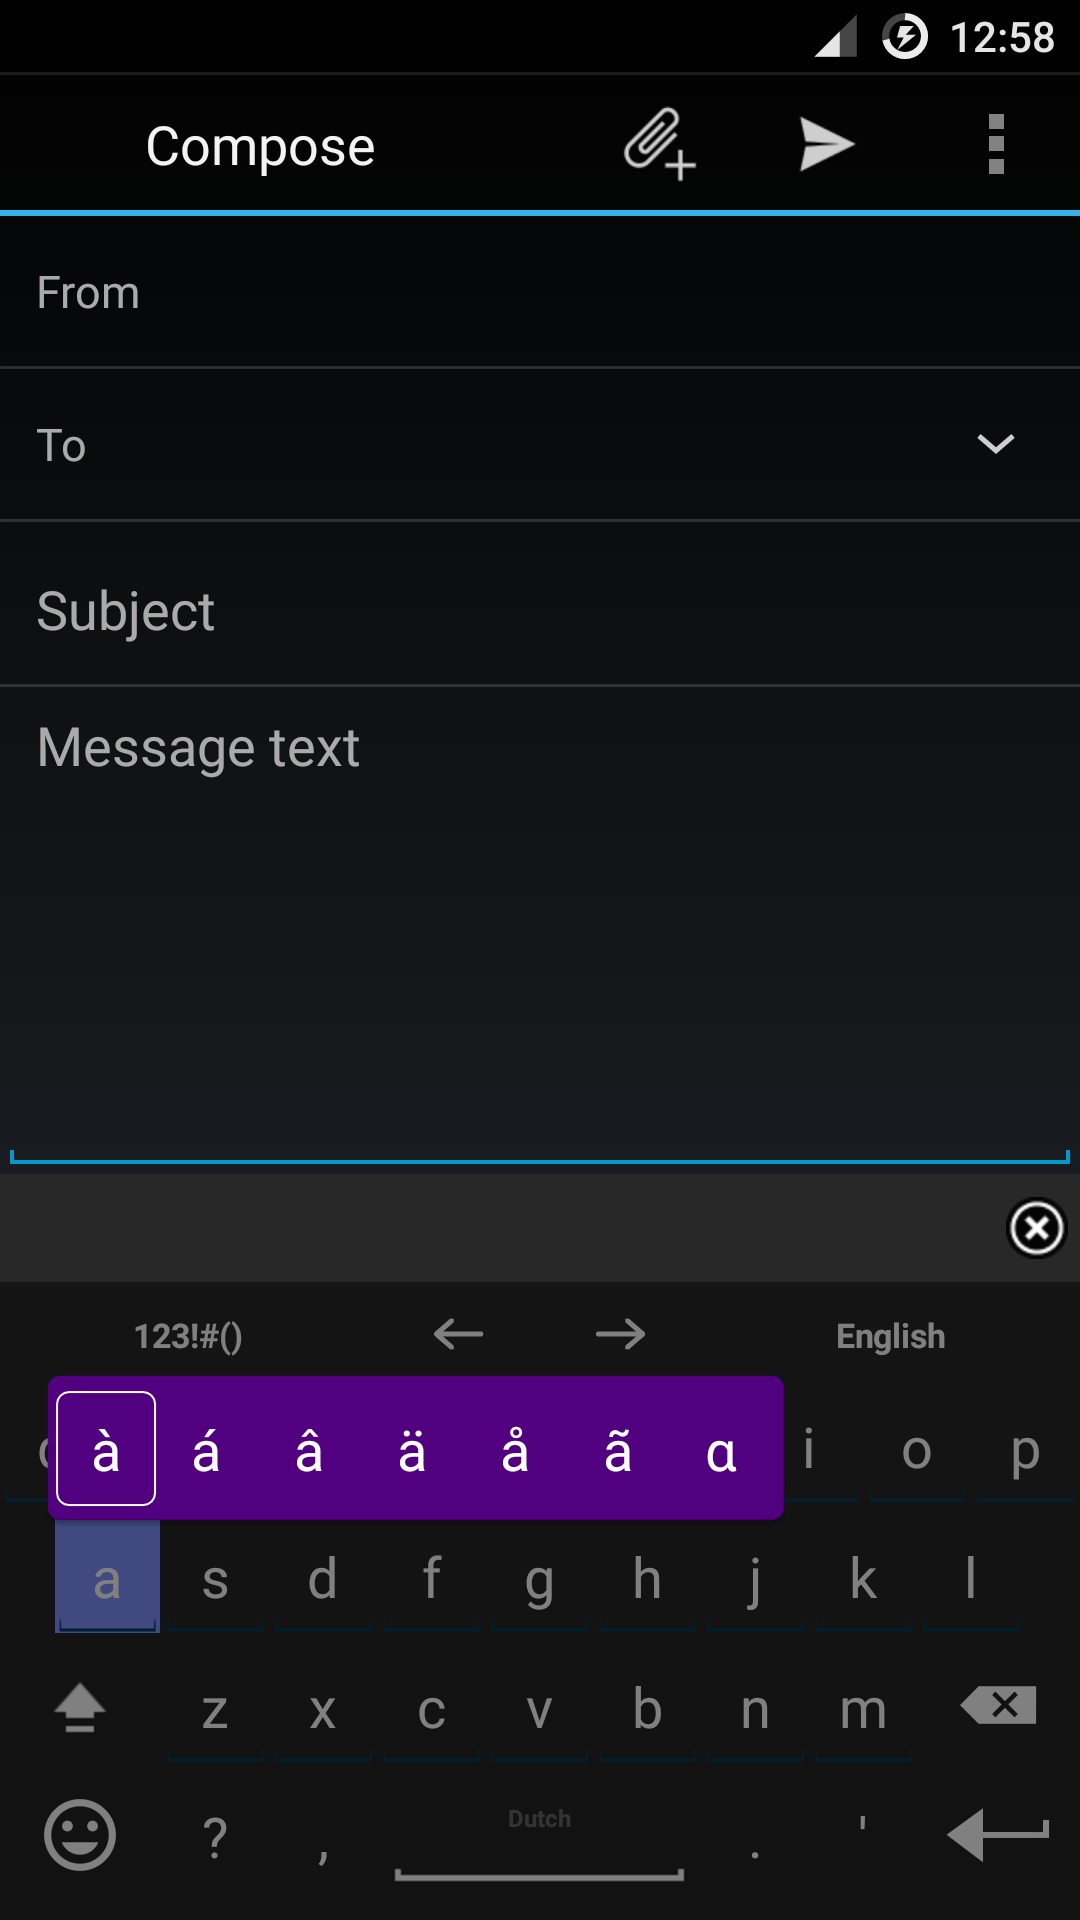 12:58
Compose
From
To
Subject
Message text
123!#() English
à á â ä å ã ɑ i o p
a s d f g h j k l
z x c v b n m
? , Dutch . '